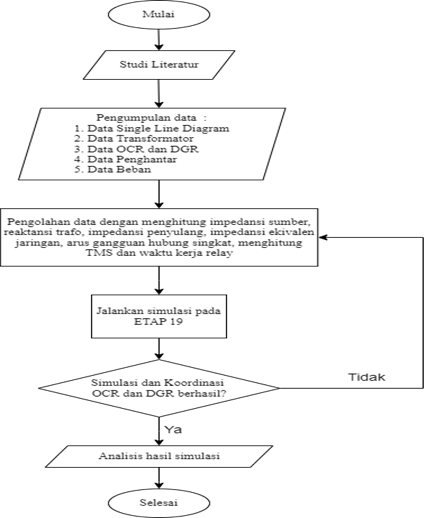 Mulai
Studi Literatur
Pengumpulan data :
1. Data Single Line Diagram
2. Data Transformator
3. Data OCR dan DGR
4. Data Penghantar
5. Data Beban
Pengolahan data dengan menghitung impedansi sumber,
reaktansi trafo, impedansi penyulang, impedansi ekivalen
jaringan, arus gangguan hubung singkat, menghitung
TMS dan waktu kerja relay
Jalankan simulasi pada
ETAP 19
Simulasi dan Koordinasi
OCR dan DGR berhasil?
Tidak
Ya
Analisis hasil simulasi
Selesai